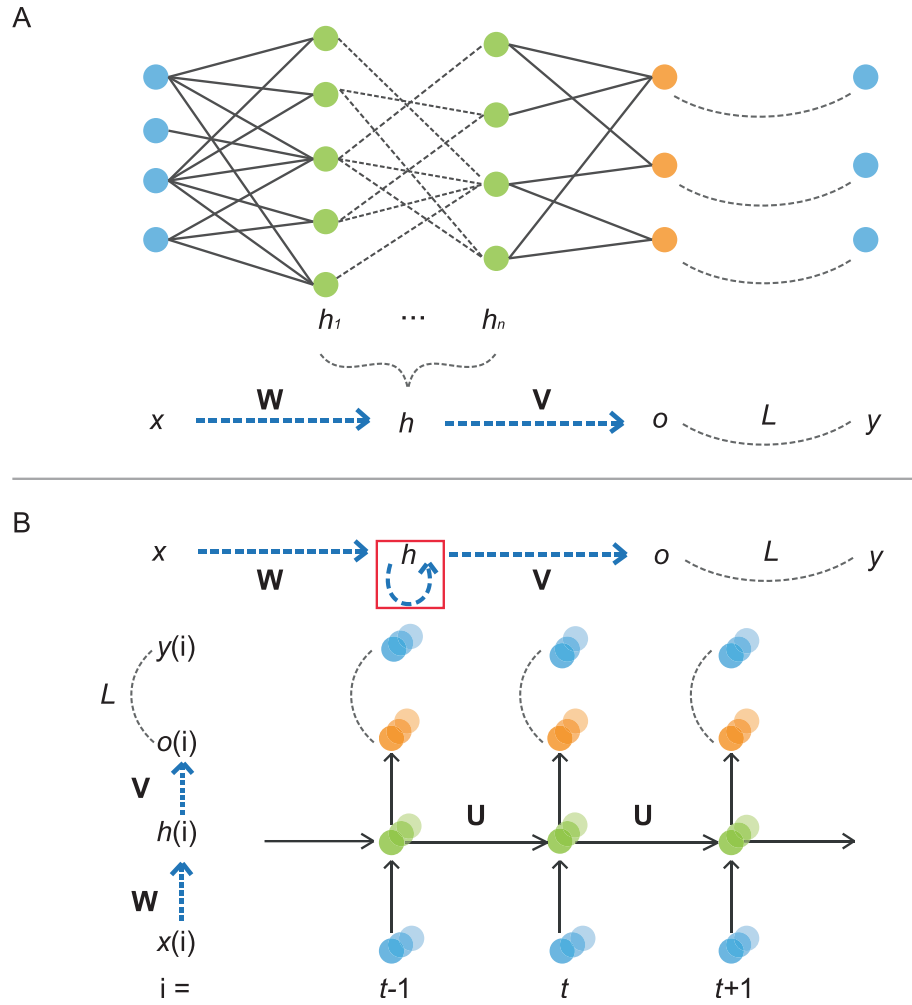 A
h1 ... hn
W V
x h o L y
B
x h o L y
W V
y(i)
L
o(i)
V
U U
h(i)
W
x(i)
i = t-1 t t+1